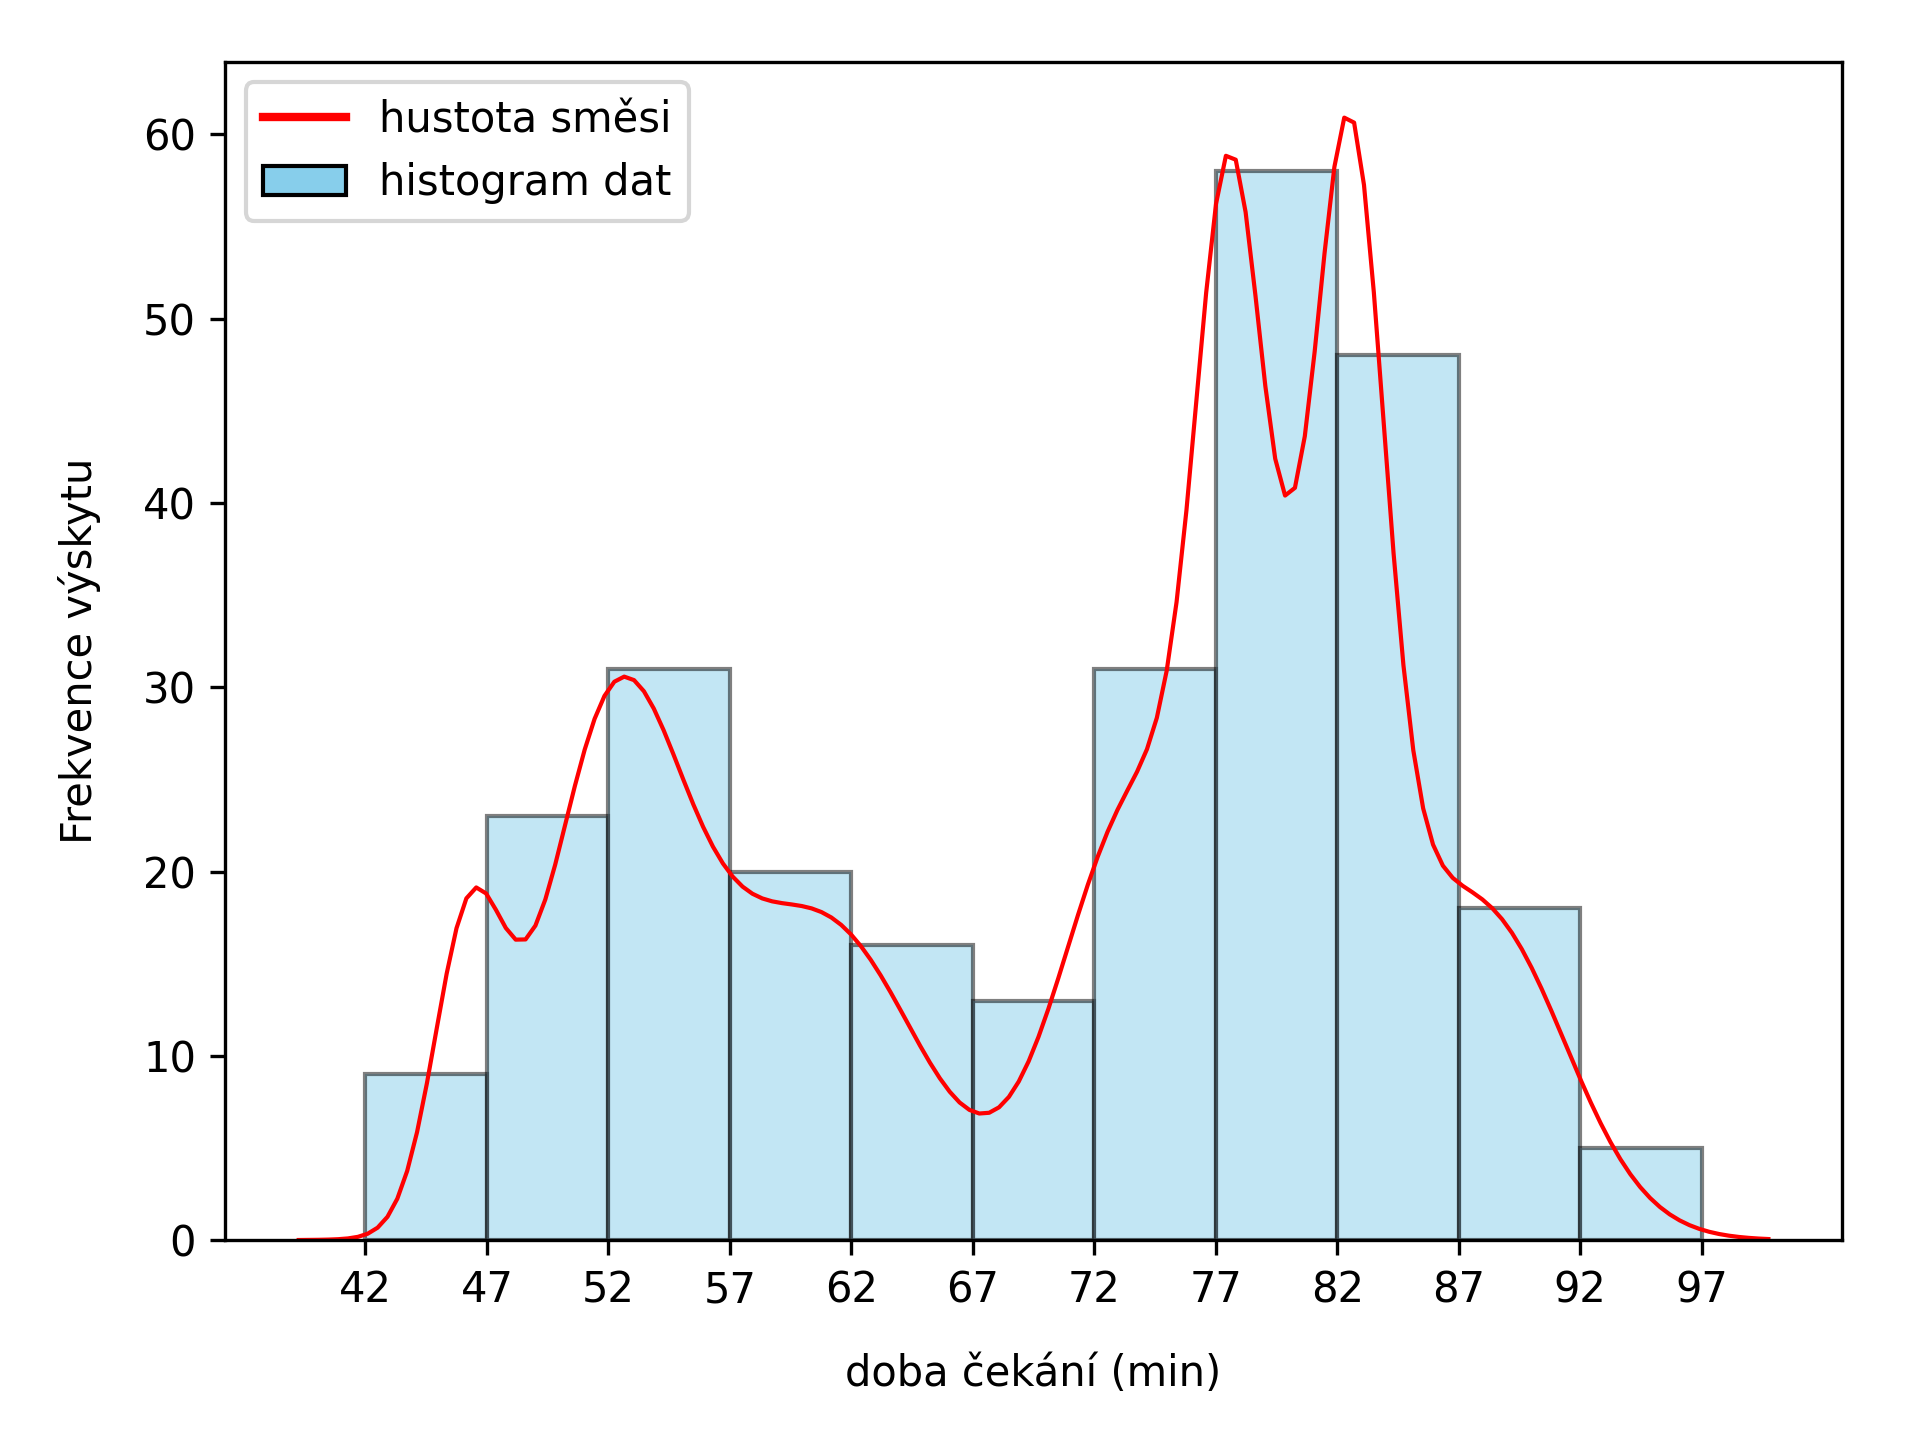 hustota směsi
histogram dat
60
50
40
30
20
10
0
Frekvence výskytu
42 47 52 57 62 67 72 77 82 87 92 97
doba čekání (min)